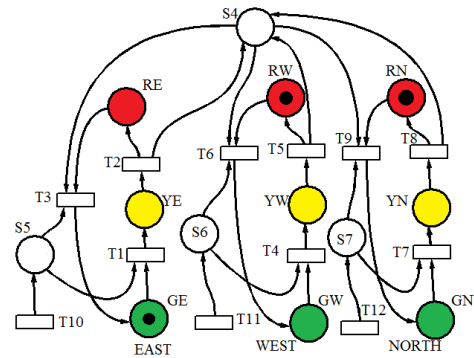 S4
RE
RW
RN
T2
T6
T5
T9
T8
T3
YE
YW
YN
S5
S6
S7
T1
T4
T7
GE
GW
GN
T10
T11
T12
EAST
WEST
NORTH